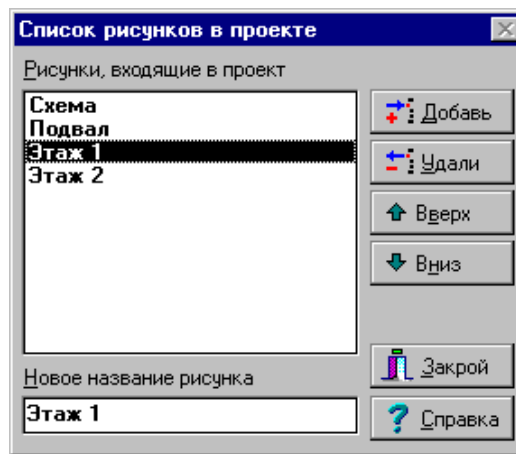 Список рисунков в проекте
Рисунки, входящие в проект
Схема
Подвал
Этаж 1
Этаж 2
Добавь
Удали
Вверх
Вниз
Закрой
Новое название рисунка
Этаж 1
Справка